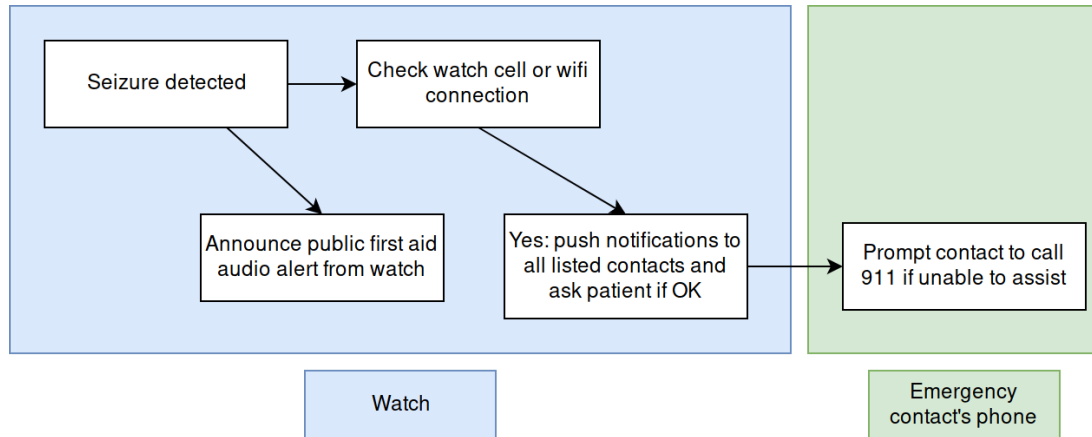 Seizure detected
Check watch cell or wifi
connection
Announce public first aid
audio alert from watch
Yes: push notifications to
all listed contacts and
ask patient if OK
Prompt contact to call
911 if unable to assist
Watch
Emergency
contact's phone